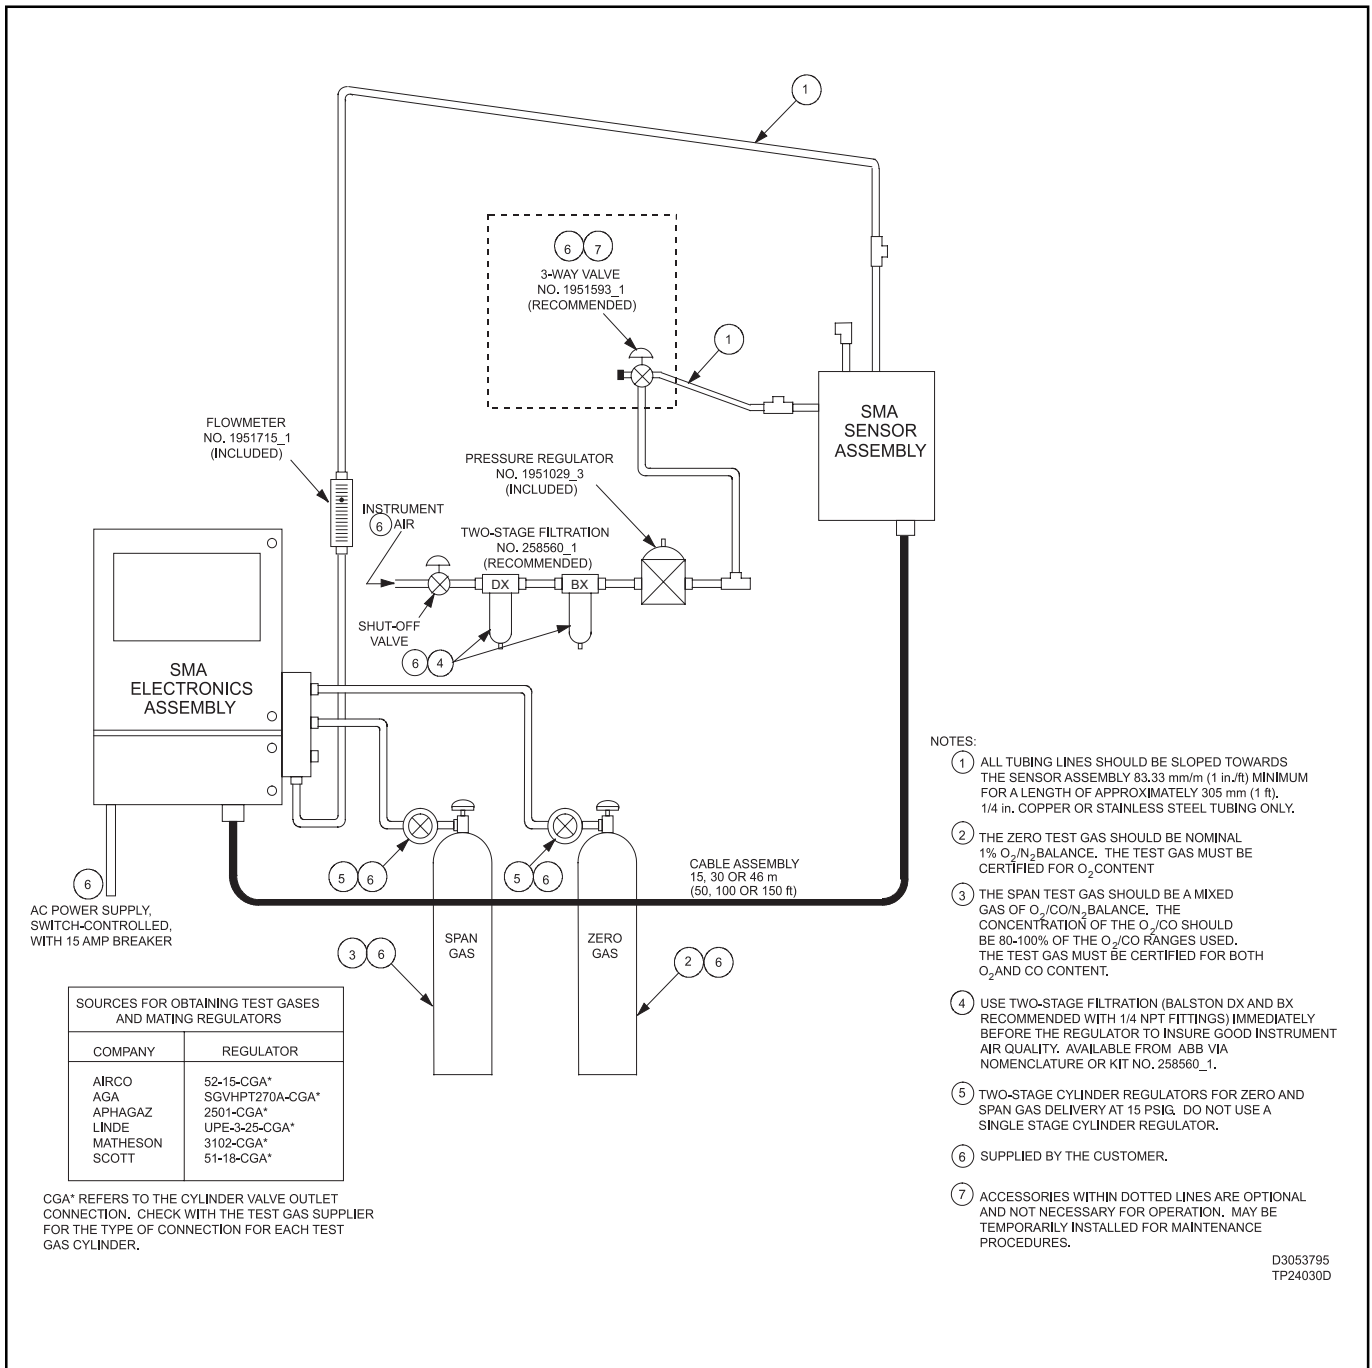 1
6 7
3-WAY VALVE
NO. 1951593_1
(RECOMMENDED)
1
SMA
SENSOR
ASSEMBLY
FLOWMETER
NO. 1951715_1
(INCLUDED)
PRESSURE REGULATOR
NO. 1951029_3
(INCLUDED)
INSTRUMENT
6 AIR
TWO-STAGE FILTRATION
NO. 258560_1
(RECOMMENDED)
DX BX
SHUT-OFF
VALVE
6 4
SMA
ELECTRONICS
ASSEMBLY
5 6
5 6
CABLE ASSEMBLY
15, 30 OR 46 m
(50, 100 OR 150 ft)
6
AC POWER SUPPLY,
SWITCH-CONTROLLED,
WITH 15 AMP BREAKER
3 6
SPAN
GAS
ZERO
GAS
2 6
SOURCES FOR OBTAINING TEST GASES
AND MATING REGULATORS
COMPANY REGULATOR
AIRCO 52-15-CGA*
AGA SGVHPT270A-CGA*
APHAGAZ 2501-CGA*
LINDE UPE-3-25-CGA*
MATHESON 3102-CGA*
SCOTT 51-18-CGA*
CGA* REFERS TO THE CYLINDER VALVE OUTLET
CONNECTION. CHECK WITH THE TEST GAS SUPPLIER
FOR THE TYPE OF CONNECTION FOR EACH TEST
GAS CYLINDER.
NOTES:
1 ALL TUBING LINES SHOULD BE SLOPED TOWARDS
THE SENSOR ASSEMBLY 83.33 mm/m (1 in./ft) MINIMUM
FOR A LENGTH OF APPROXIMATELY 305 mm (1 ft).
1/4 in. COPPER OR STAINLESS STEEL TUBING ONLY.
2 THE ZERO TEST GAS SHOULD BE NOMINAL
1% O₂/N₂ BALANCE. THE TEST GAS MUST BE
CERTIFIED FOR O₂ CONTENT
3 THE SPAN TEST GAS SHOULD BE A MIXED
GAS OF O₂/CO/N₂ BALANCE. THE
CONCENTRATION OF THE O₂/CO SHOULD
BE 80-100% OF THE O₂/CO RANGES USED.
THE TEST GAS MUST BE CERTIFIED FOR BOTH
O₂ AND CO CONTENT.
4 USE TWO-STAGE FILTRATION (BALSTON DX AND BX
RECOMMENDED WITH 1/4 NPT FITTINGS) IMMEDIATELY
BEFORE THE REGULATOR TO INSURE GOOD INSTRUMENT
AIR QUALITY. AVAILABLE FROM ABB VIA
NOMENCLATURE OR KIT NO. 258560_1.
5 TWO-STAGE CYLINDER REGULATORS FOR ZERO AND
SPAN GAS DELIVERY AT 15 PSIG. DO NOT USE A
SINGLE STAGE CYLINDER REGULATOR.
6 SUPPLIED BY THE CUSTOMER.
7 ACCESSORIES WITHIN DOTTED LINES ARE OPTIONAL
AND NOT NECESSARY FOR OPERATION. MAY BE
TEMPORARILY INSTALLED FOR MAINTENANCE
PROCEDURES.
D3053795
TP24030D